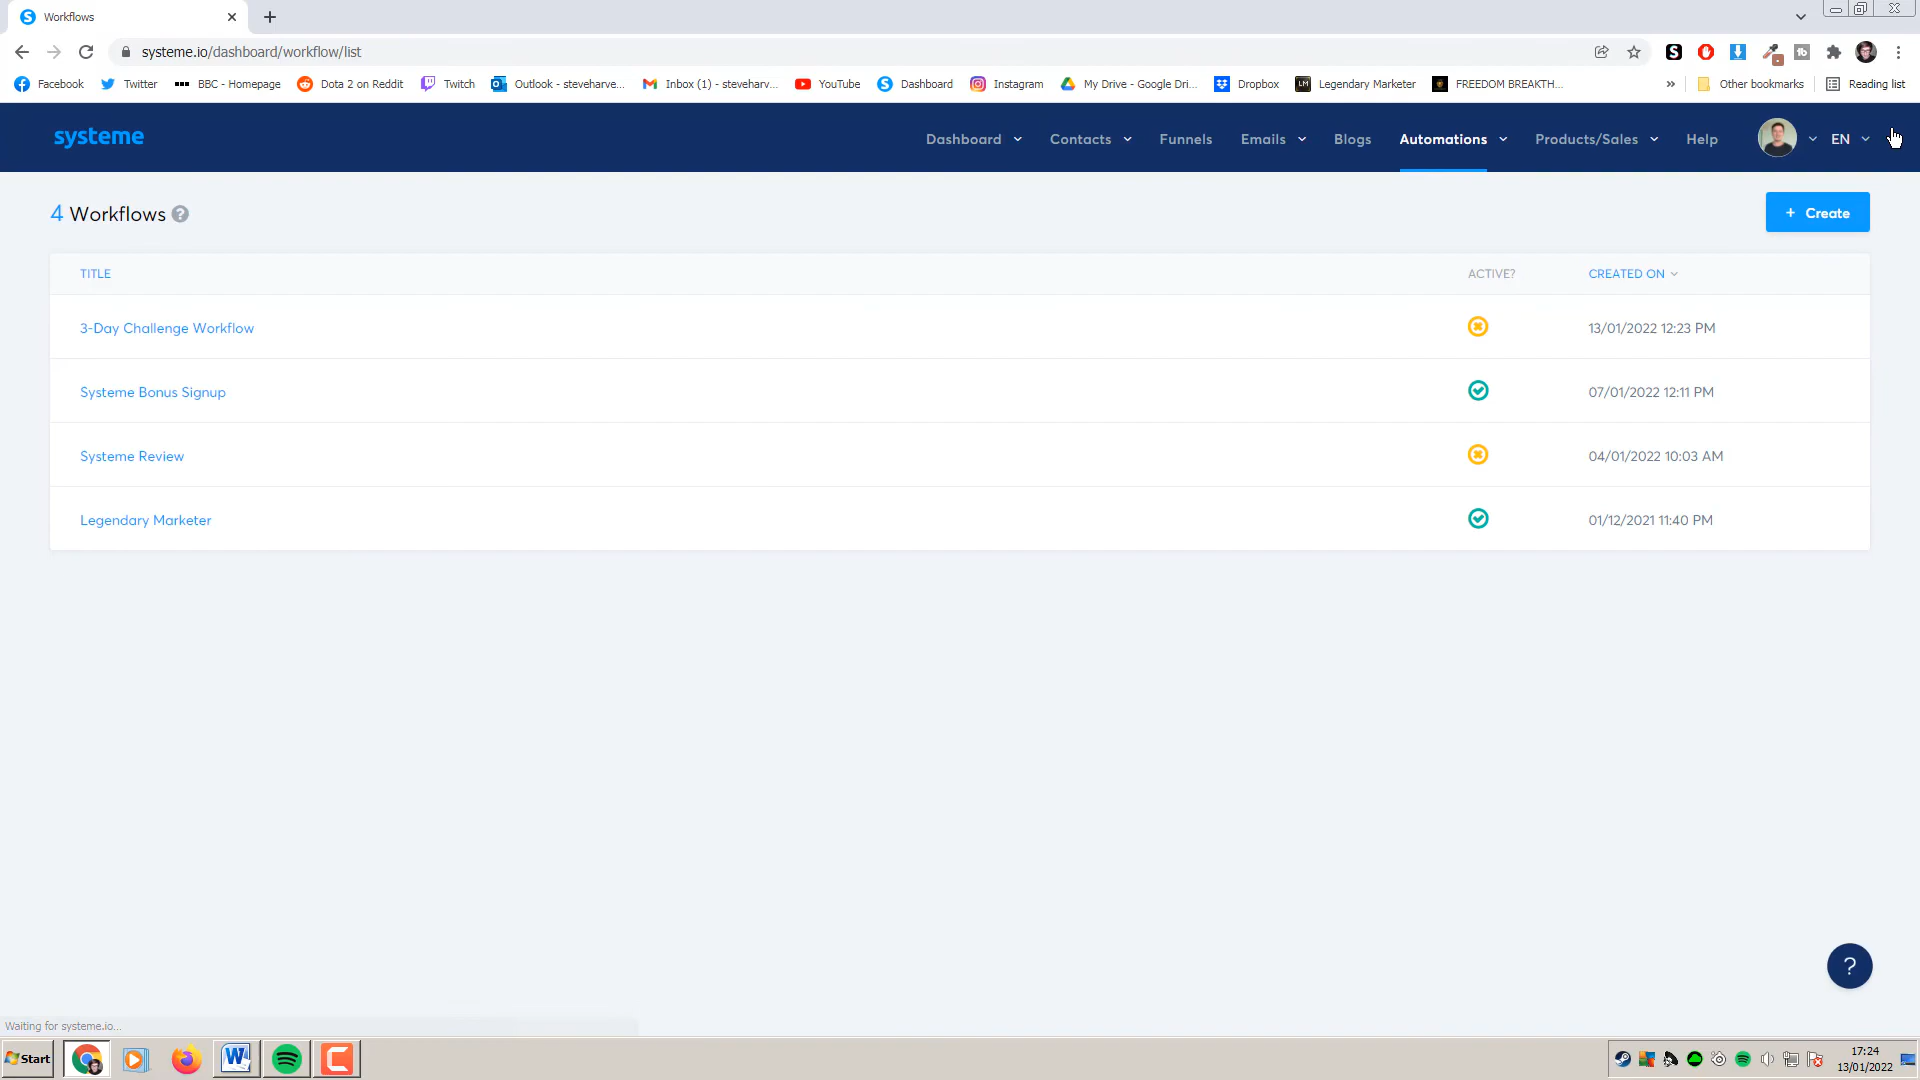 Workflows
systeme.io/dashboard/workflow/list
Facebook Twitter BBC - Homepage Dota 2 on Reddit Twitch Outlook - steveharve... Inbox (1) - steveharv... YouTube Dashboard Instagram My Drive - Google Dri... Dropbox LM Legendary Marketer FREEDOM BREAKTH... » Other bookmarks Reading list
systeme Dashboard Contacts Funnels Emails Blogs Automations Products/Sales Help EN
4 Workflows ?
+ Create
TITLE ACTIVE? CREATED ON
3-Day Challenge Workflow 13/01/2022 12:23 PM
Systeme Bonus Signup 07/01/2022 12:11 PM
Systeme Review 04/01/2022 10:03 AM
Legendary Marketer 01/12/2021 11:40 PM
?
Waiting for systeme.io...
Start 17:24
13/01/2022